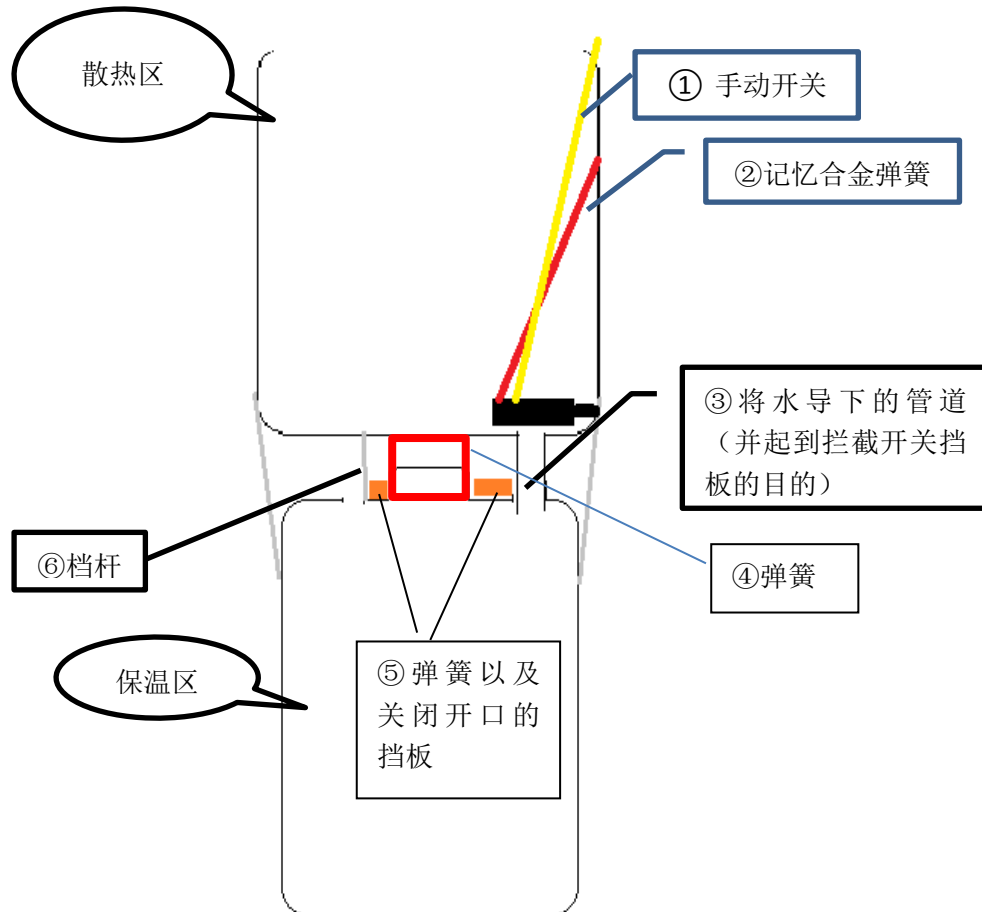 散热区
① 手动开关
②记忆合金弹簧
③将水导下的管道
（并起到拦截开关挡
板的目的）
④弹簧
⑥档杆
⑤弹簧以及
关闭开口的
挡板
保温区